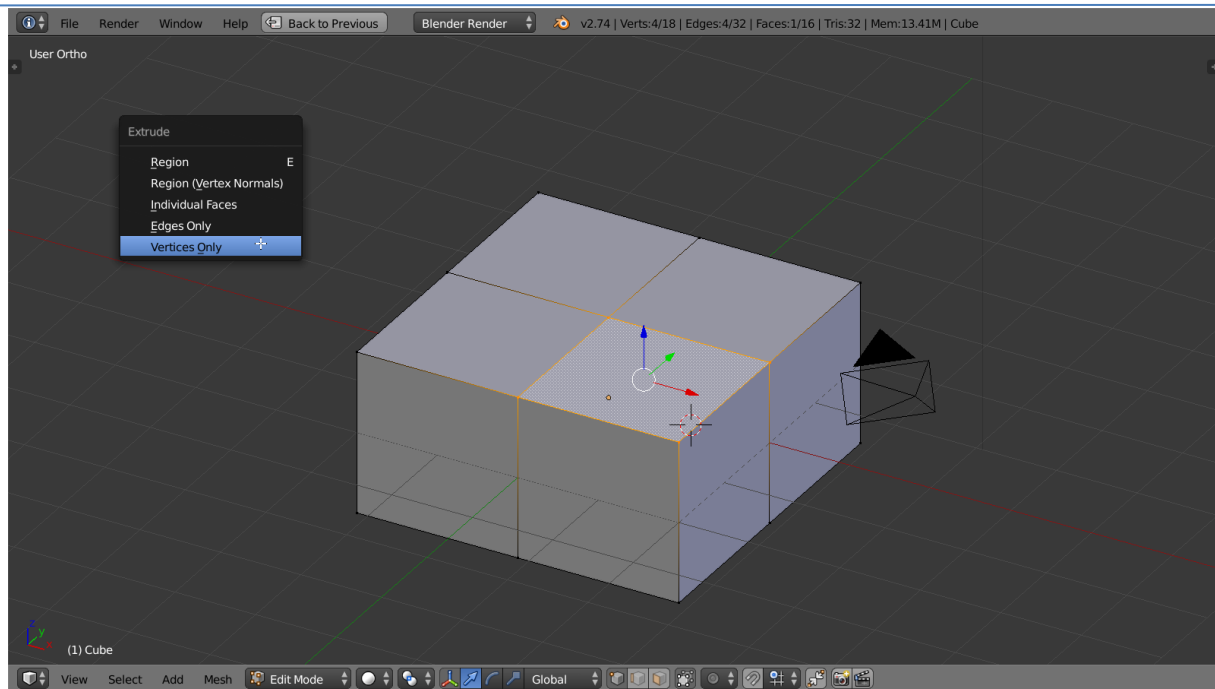 File Render Window Help Back to Previous Blender Render v2.74 | Verts:4/18 | Edges:4/32 | Faces:1/16 | Tris:32 | Mem:13.41M | Cube
User Ortho
Extrude
Region E
Region (Vertex Normals)
Individual Faces
Edges Only
Vertices Only
z
y
x
(1) Cube
View Select Add Mesh Edit Mode Global